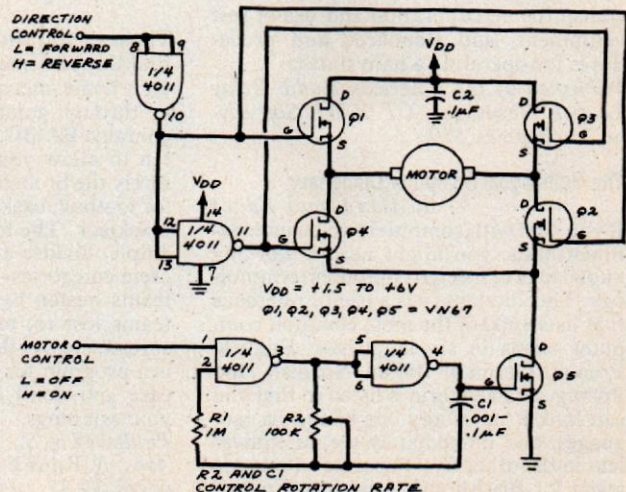 DIRECTION
CONTROL
L = FORWARD
H = REVERSE
8
9
1/4
4011
10
VDD
C2
.1µF
D
Q1
G
S
D
Q3
G
S
MOTOR
VDD
14
12
1/4
4011
11
13
7
D
G
Q4
S
D
Q2
G
S
VDD = +1.5 TO +6V
Q1, Q2, Q3, Q4, Q5 = VN67
MOTOR
CONTROL
L = OFF
H = ON
1
2
1/4
4011
3
5
6
1/4
4011
4
D
G
Q5
S
R1
1M
R2
100K
C1
.001-
.1µF
R2 AND C1
CONTROL ROTATION RATE